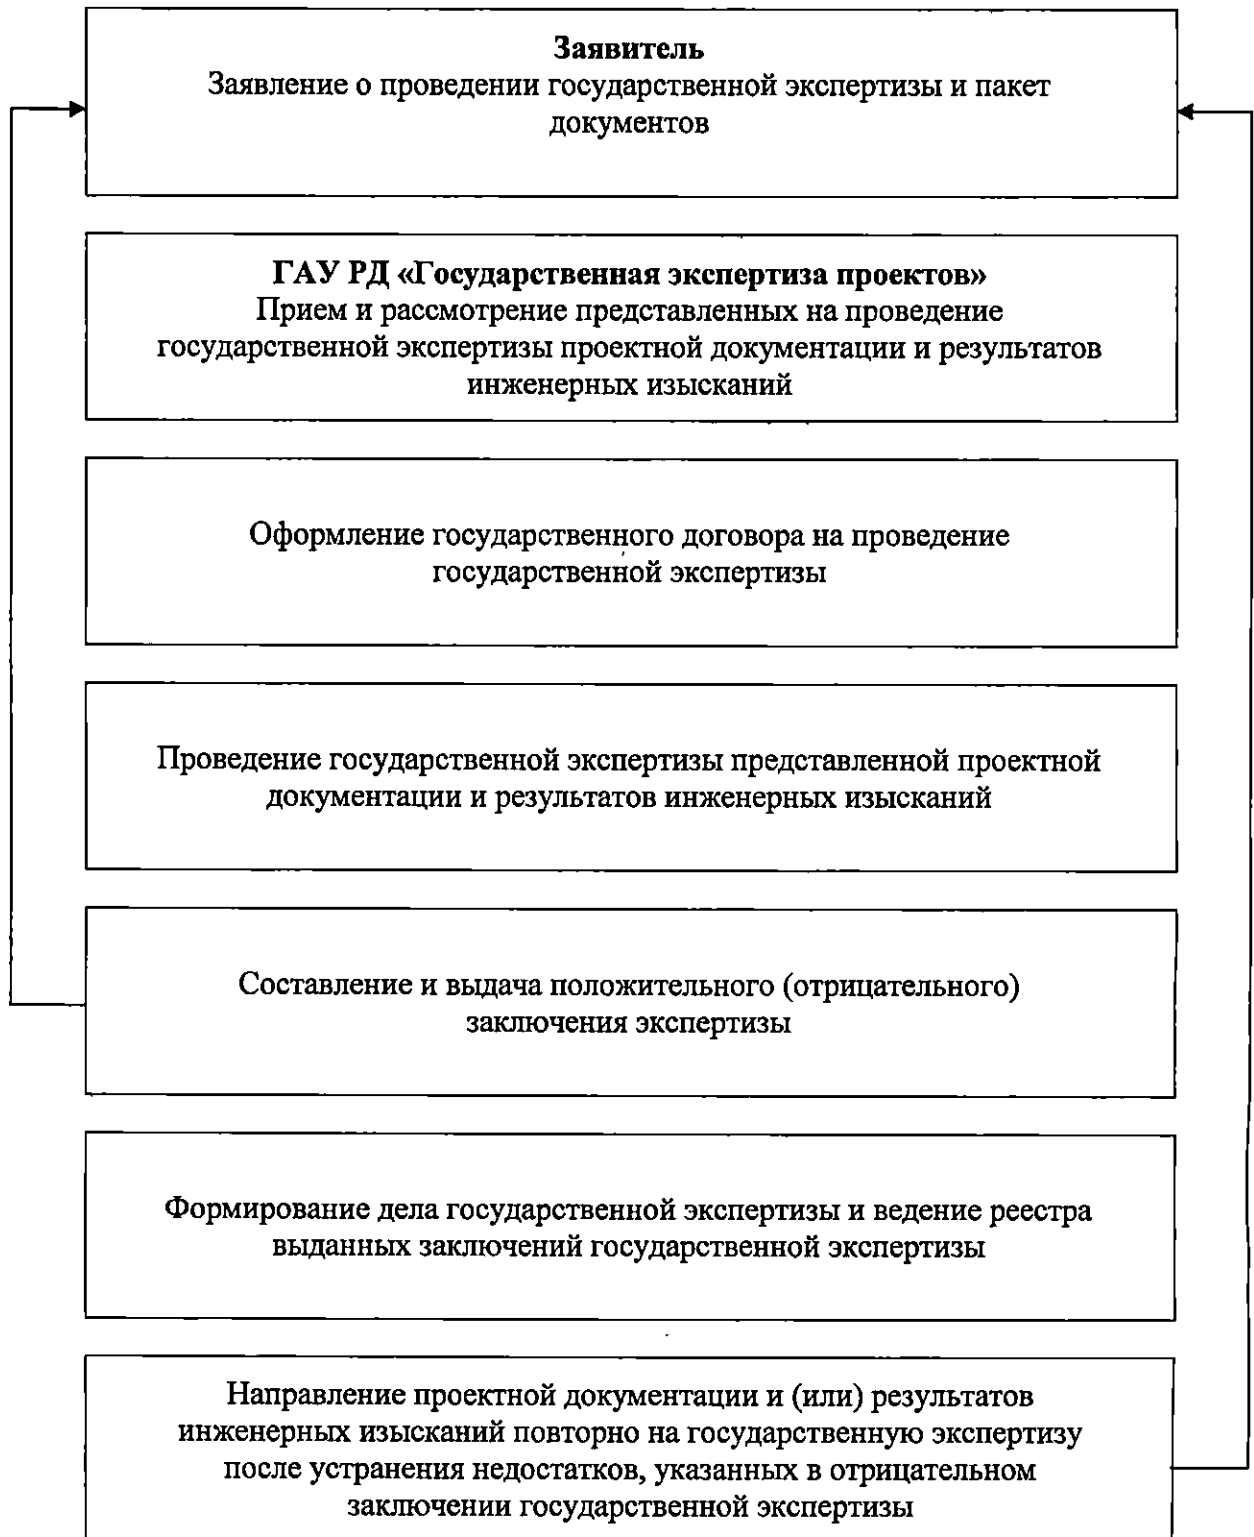 Заявитель
Заявление о проведении государственной экспертизы и пакет
документов
ГАУ РД «Государственная экспертиза проектов»
Прием и рассмотрение представленных на проведение
государственной экспертизы проектной документации и результатов
инженерных изысканий
Оформление государственного договора на проведение
государственной экспертизы
Проведение государственной экспертизы представленной проектной
документации и результатов инженерных изысканий
Составление и выдача положительного (отрицательного)
заключения экспертизы
Формирование дела государственной экспертизы и ведение реестра
выданных заключений государственной экспертизы
Направление проектной документации и (или) результатов
инженерных изысканий повторно на государственную экспертизу
после устранения недостатков, указанных в отрицательном
заключении государственной экспертизы